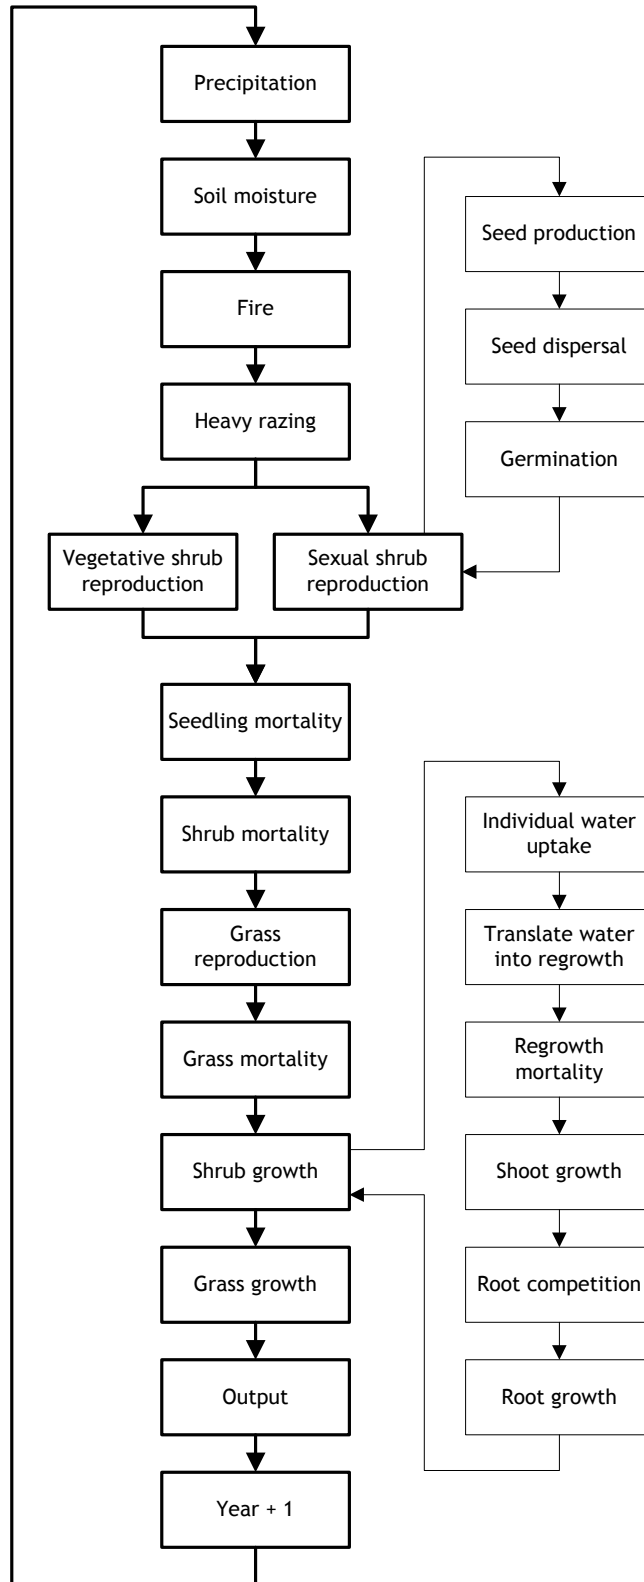 Precipitation
Soil moisture
Fire
Heavy razing
Vegetative shrub
reproduction
Sexual shrub
reproduction
Seed production
Seed dispersal
Germination
Seedling mortality
Shrub mortality
Grass
reproduction
Grass mortality
Shrub growth
Grass growth
Output
Year + 1
Individual water
uptake
Translate water
into regrowth
Regrowth
mortality
Shoot growth
Root competition
Root growth